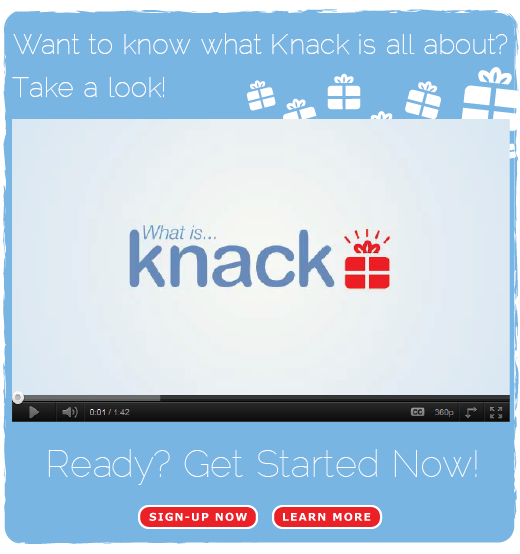 Want to know what Knack is all about?
Take a look!
What is...
knack
0:01 / 1:42
CC
360p
Ready? Get Started Now!
SIGN-UP NOW
LEARN MORE